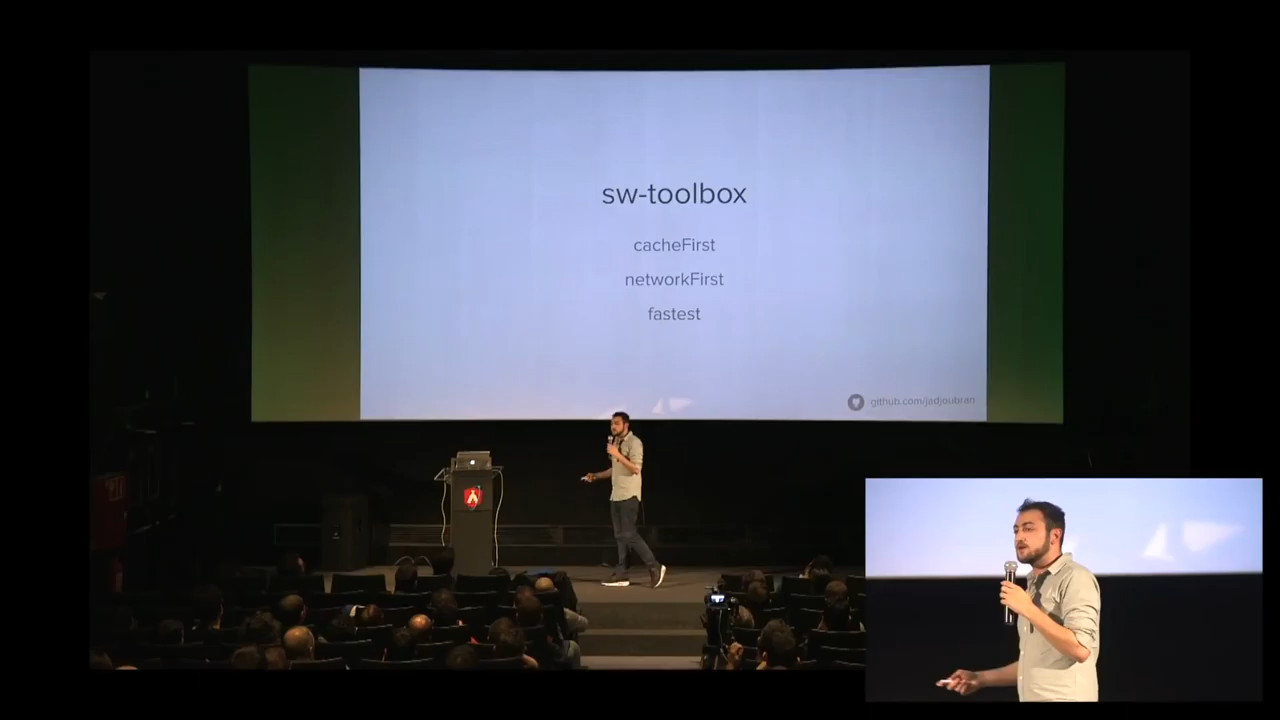 sw-toolbox
cacheFirst
networkFirst
fastest
github.com/jadjoubran